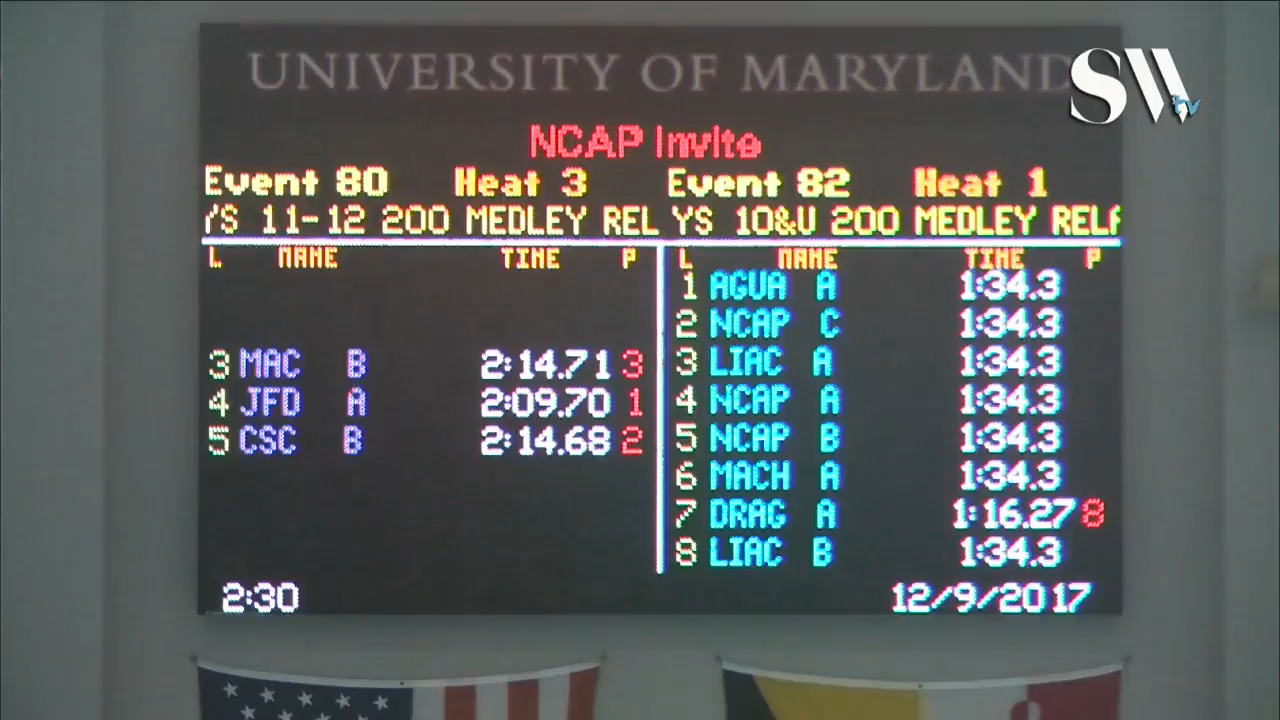 UNIVERSITY OF MARYLAND
SW tv
NCAP Invite
Event 80 Heat 3 Event 82 Heat 1
YS 11-12 200 MEDLEY REL YS 10&U 200 MEDLEY RELA
L NAME TIME P L NAME TIME P
1 AGUA A 1:34.3
2 NCAP C 1:34.3
3 MAC B 2:14.71 3 3 LIAC A 1:34.3
4 JFD A 2:09.70 1 4 NCAP A 1:34.3
5 CSC B 2:14.68 2 5 NCAP B 1:34.3
6 MACH A 1:34.3
7 DRAG A 1:16.27 8
8 LIAC B 1:34.3
2:30 12/9/2017